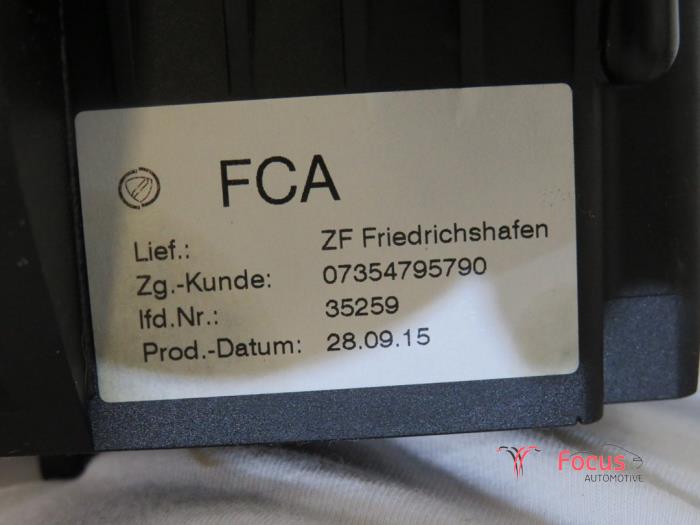 FCA
Lief.: ZF Friedrichshafen
Zg.-Kunde: 07354795790
lfd.Nr.: 35259
Prod.-Datum: 28.09.15
Focus
AUTOMOTIVE